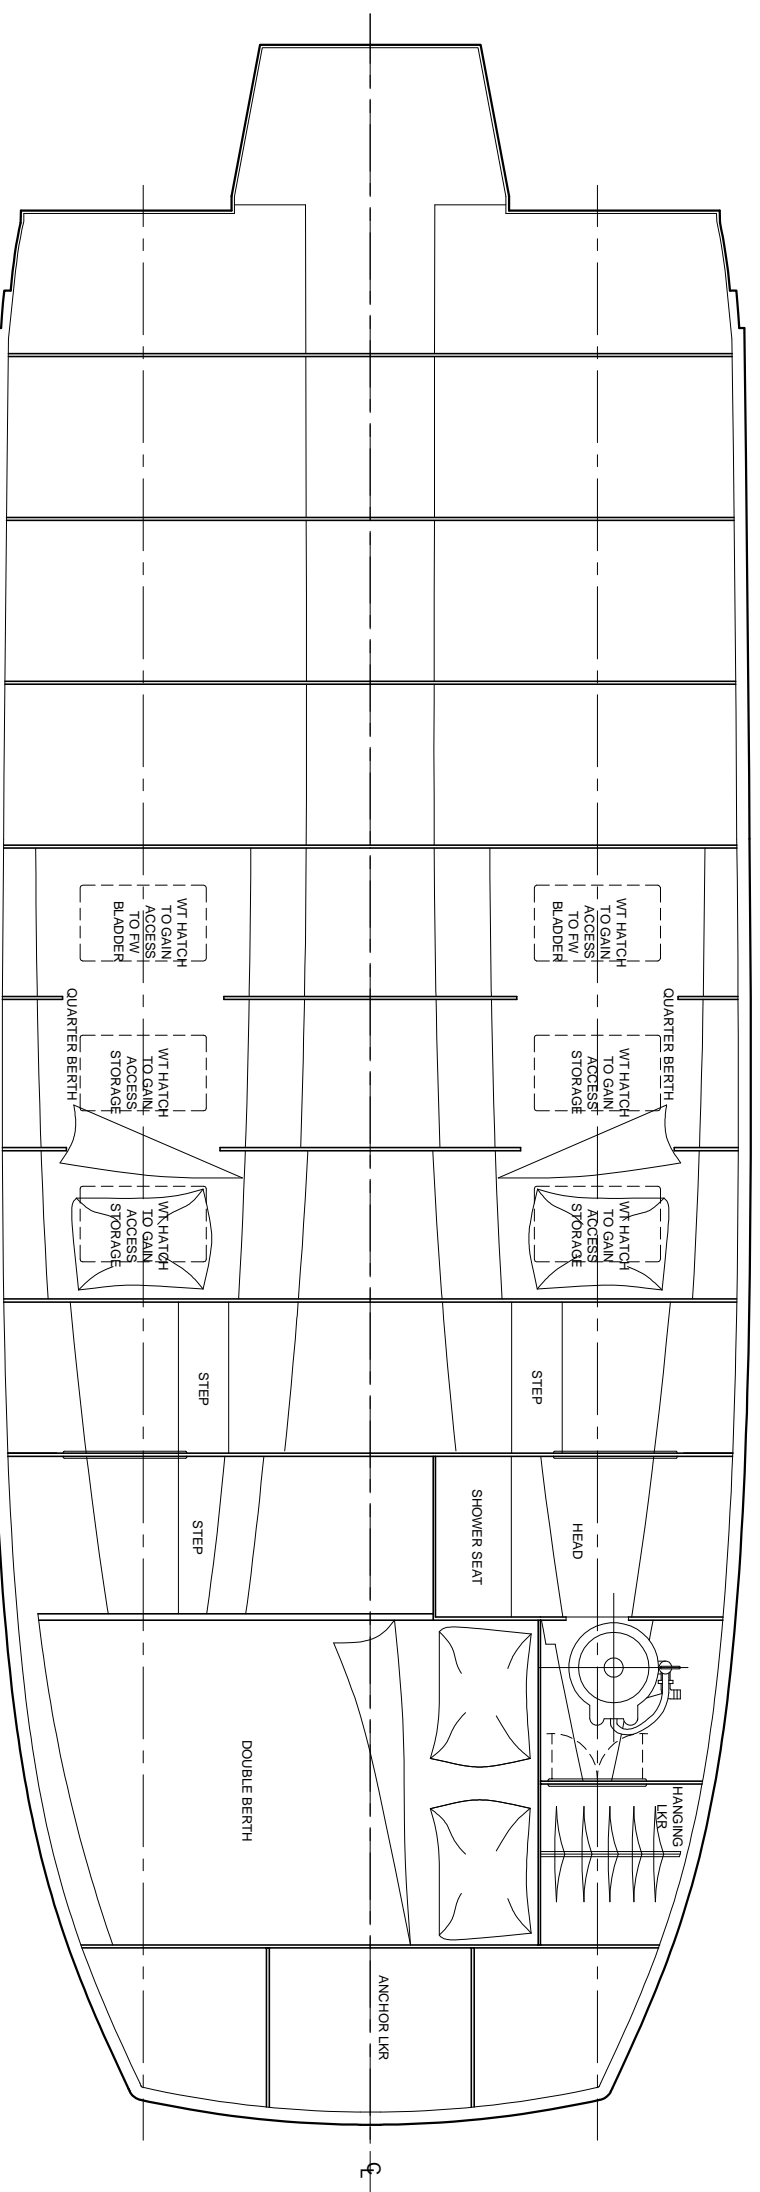 WT HATCH
TO GAIN
ACCESS
TO FW
BLADDER
WT HATCH
TO GAIN
ACCESS
TO FW
BLADDER
QUARTER BERTH
QUARTER BERTH
WT HATCH
TO GAIN
ACCESS
STORAGE
WT HATCH
TO GAIN
ACCESS
STORAGE
WT HATCH
TO GAIN
ACCESS
STORAGE
WT HATCH
TO GAIN
ACCESS
STORAGE
STEP
STEP
STEP
SHOWER SEAT
HEAD
DOUBLE BERTH
HANGING
LKR
ANCHOR LKR
CL